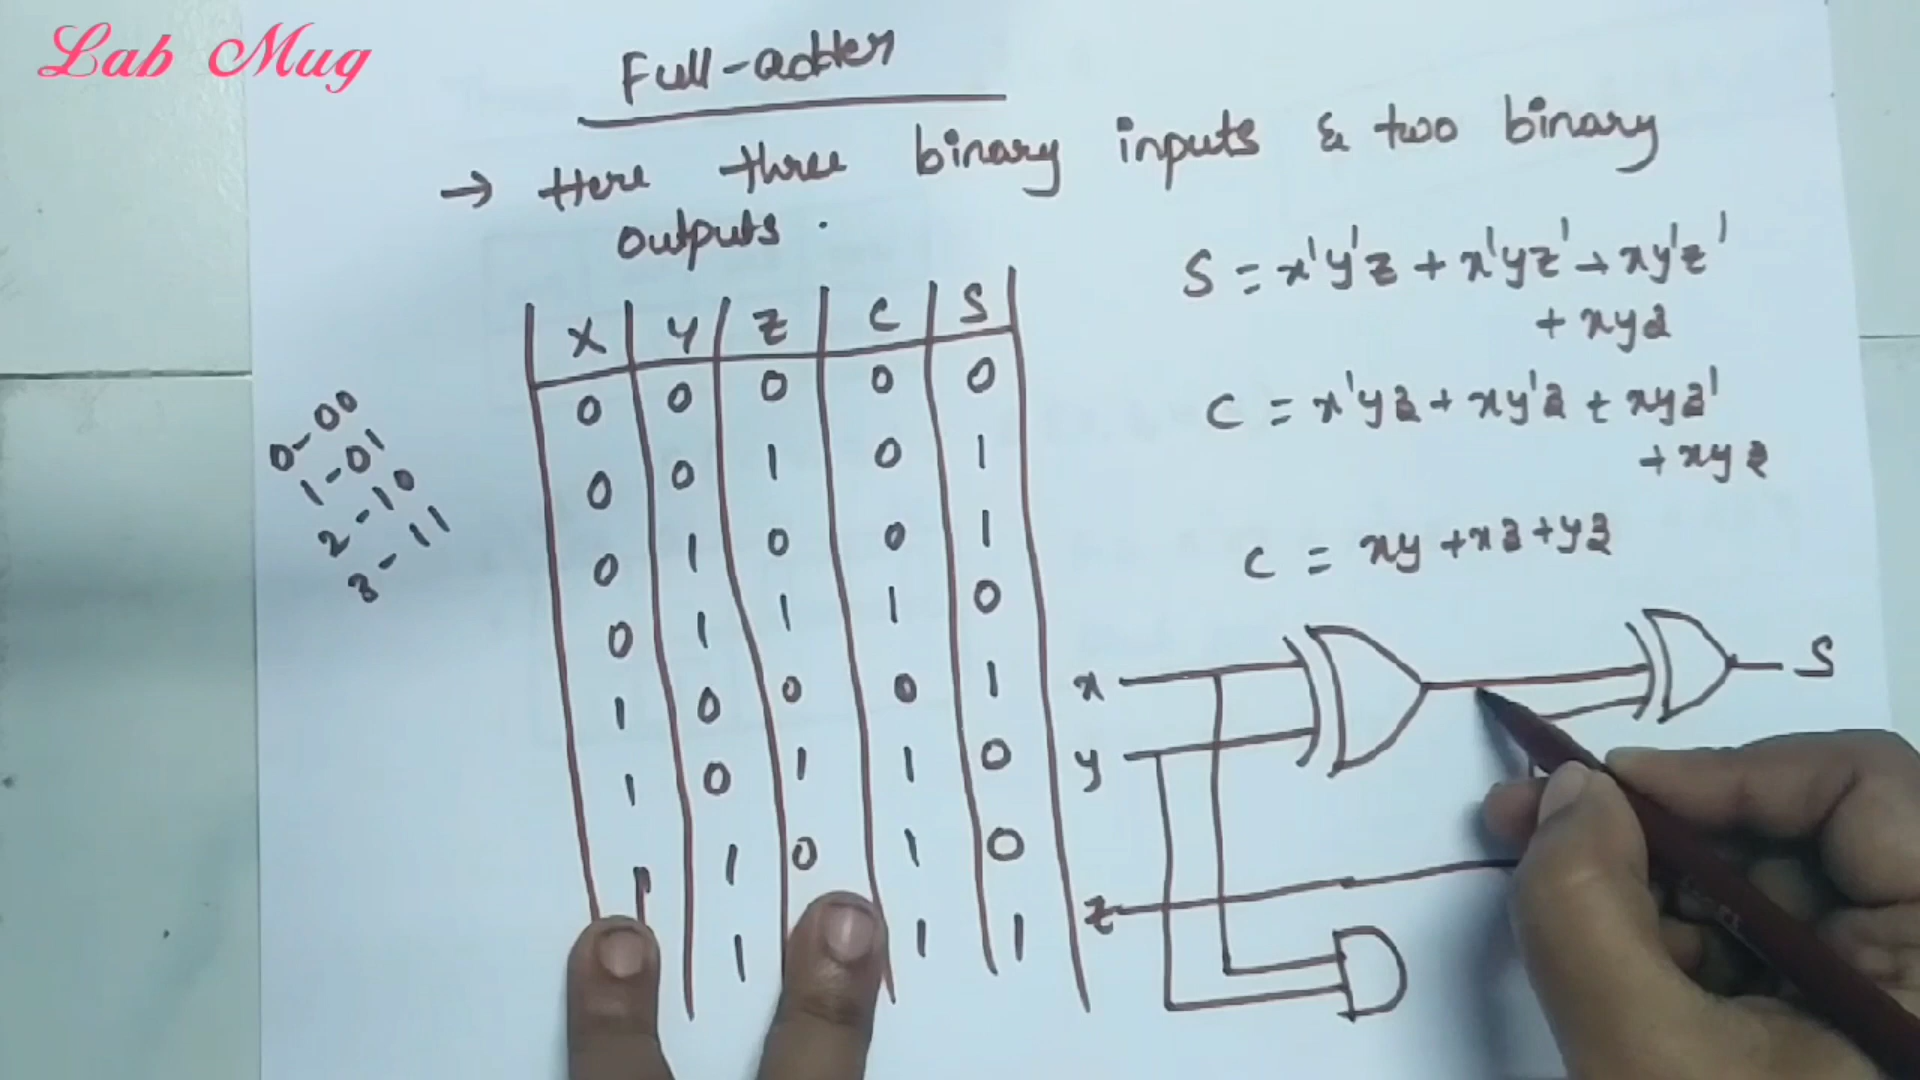 Lab Mug
Full-adder
→ Here three binary inputs & two binary
outputs.
S = x'y'z + x'yz' + xy'z'
+ xyz
C = x'yz + xy'z + xyz'
+ xyz
C = xy + xz + yz
0-00
1-01
2-10
3-11
X Y Z C S
0 0 0 0 0
0 0 1 0 1
0 1 0 0 1
0 1 1 1 0
1 0 0 0 1
1 0 1 1 0
1 1 0 1 0
1 1 1
x
y
z
S